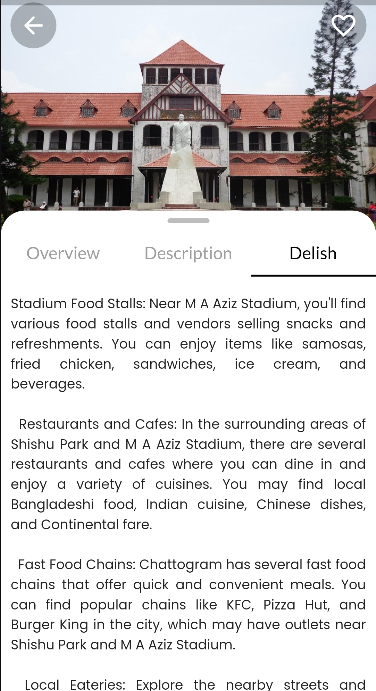 Overview Description Delish
Stadium Food Stalls: Near M A Aziz Stadium, you'll find
various food stalls and vendors selling snacks and
refreshments. You can enjoy items like samosas,
fried chicken, sandwiches, ice cream, and
beverages.
Restaurants and Cafes: In the surrounding areas of
Shishu Park and M A Aziz Stadium, there are several
restaurants and cafes where you can dine in and
enjoy a variety of cuisines. You may find local
Bangladeshi food, Indian cuisine, Chinese dishes,
and Continental fare.
Fast Food Chains: Chattogram has several fast food
chains that offer quick and convenient meals. You
can find popular chains like KFC, Pizza Hut, and
Burger King in the city, which may have outlets near
Shishu Park and M A Aziz Stadium.
Local Eateries: Explore the nearby streets and